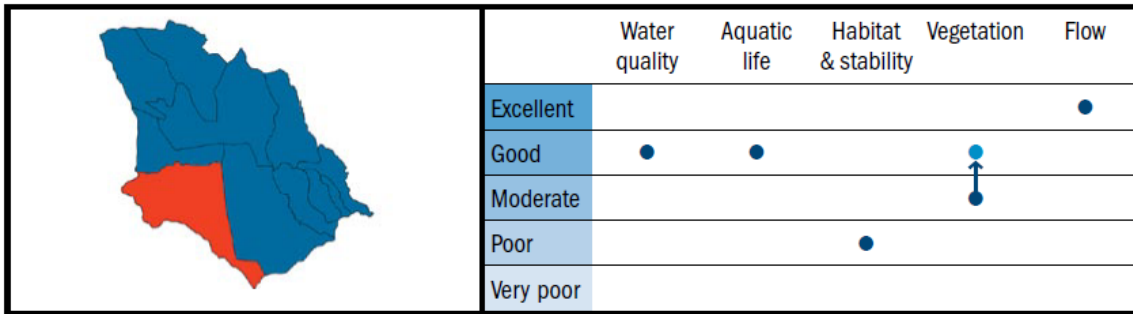 Water quality
Aquatic life
Habitat & stability
Vegetation
Flow
Excellent
Good
Moderate
Poor
Very poor